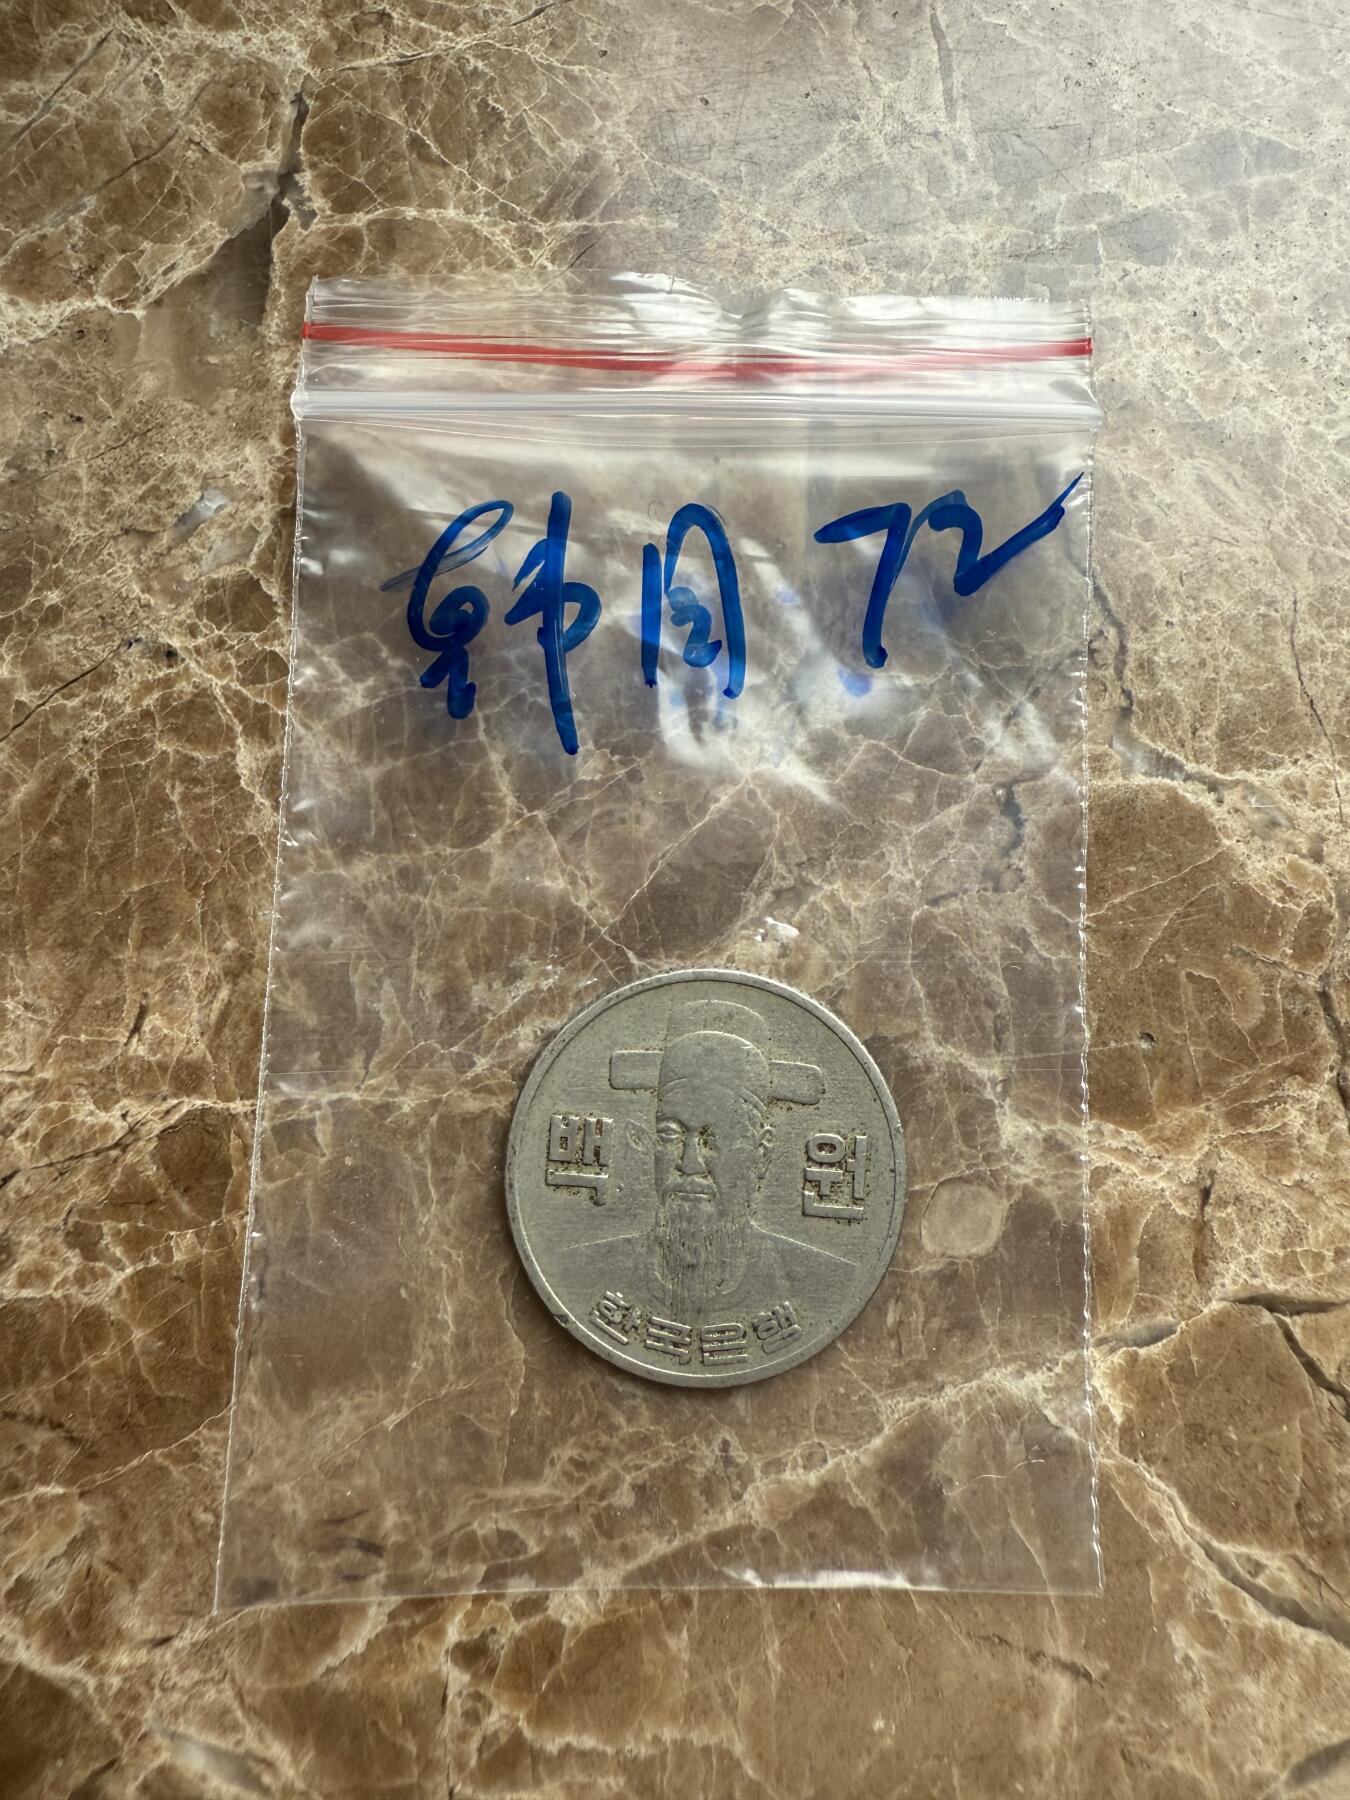 韩国 72
백 원
한국은행